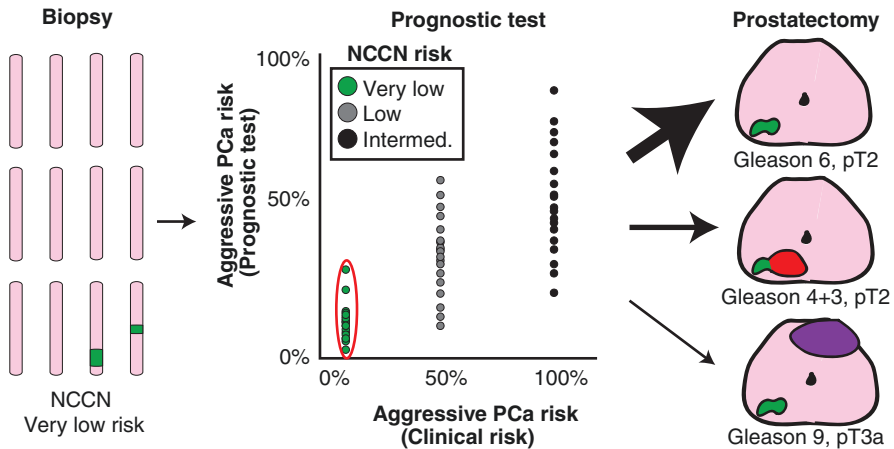 Biopsy
NCCN
Very low risk
Prognostic test
NCCN risk
Very low
Low
Intermed.
100%
50%
0%
Aggressive PCa risk
(Prognostic test)
0%
50%
100%
Aggressive PCa risk
(Clinical risk)
Prostatectomy
Gleason 6, pT2
Gleason 4+3, pT2
Gleason 9, pT3a